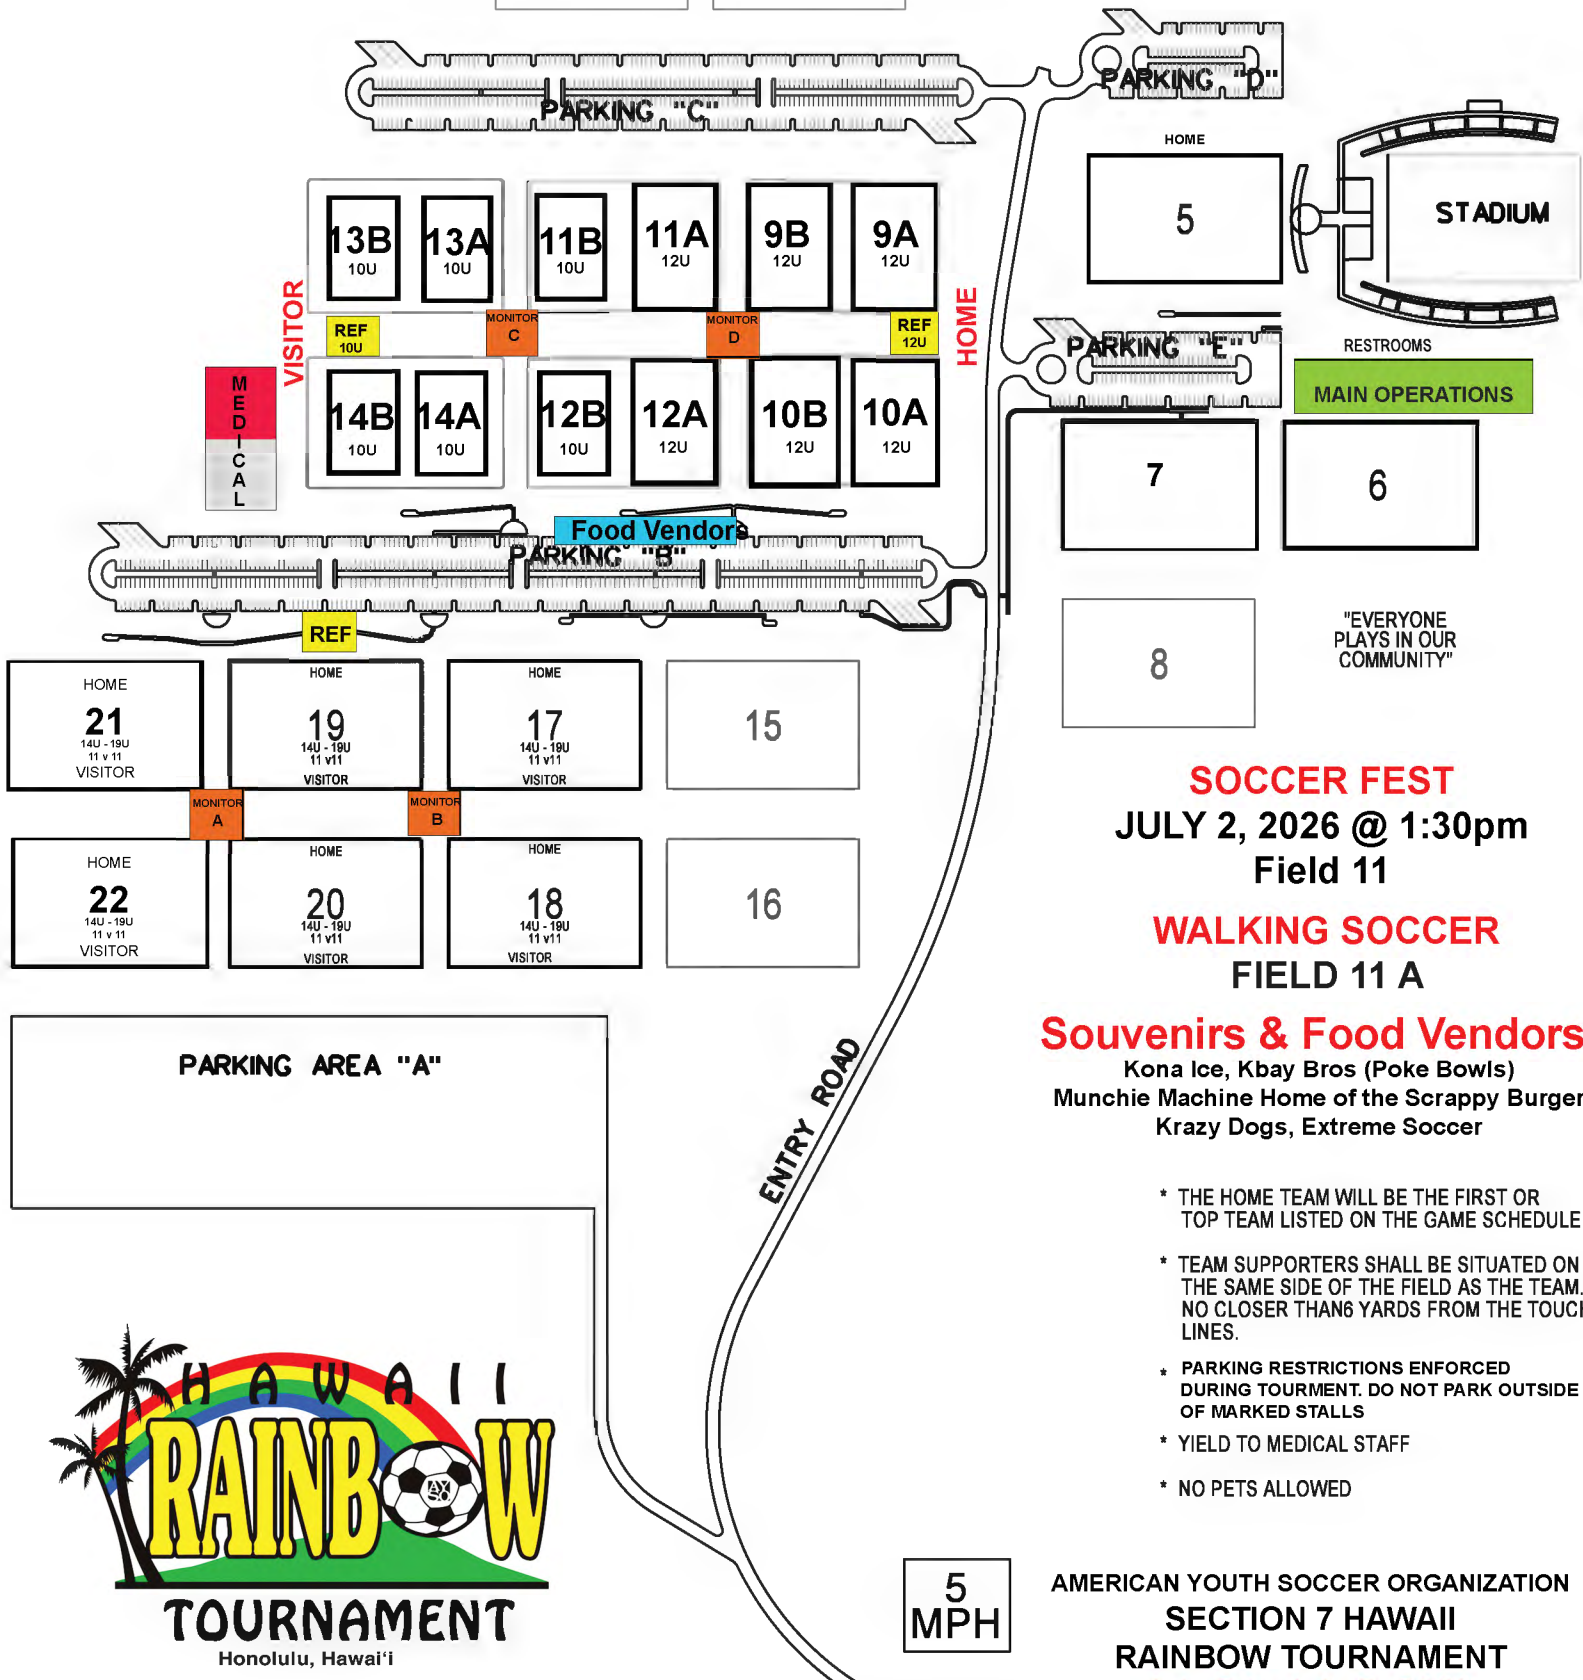 PARKING "C"
PARKING "D"
HOME
5
STADIUM
13B
10U
13A
10U
11B
10U
11A
12U
9B
12U
9A
12U
VISITOR
REF
10U
MONITOR
C
MONITOR
D
REF
12U
HOME
PARKING "E"
RESTROOMS
MAIN OPERATIONS
MEDICAL
14B
10U
14A
10U
12B
10U
12A
12U
10B
12U
10A
12U
7
6
Food Vendors
PARKING "B"
REF
8
"EVERYONE
PLAYS IN OUR
COMMUNITY"
HOME
21
14U - 19U
11 v 11
VISITOR
HOME
19
14U - 19U
11 v11
VISITOR
HOME
17
14U - 19U
11 v11
VISITOR
15
MONITOR
A
MONITOR
B
HOME
22
14U - 19U
11 v 11
VISITOR
HOME
20
14U - 19U
11 v11
VISITOR
HOME
18
14U - 19U
11 v11
VISITOR
16
SOCCER FEST
JULY 2, 2026 @ 1:30pm
Field 11
WALKING SOCCER
FIELD 11 A
Souvenirs & Food Vendors
Kona Ice, Kbay Bros (Poke Bowls)
Munchie Machine Home of the Scrappy Burger
Krazy Dogs, Extreme Soccer
PARKING AREA "A"
ENTRY ROAD
* THE HOME TEAM WILL BE THE FIRST OR
TOP TEAM LISTED ON THE GAME SCHEDULE
* TEAM SUPPORTERS SHALL BE SITUATED ON
THE SAME SIDE OF THE FIELD AS THE TEAM.
NO CLOSER THAN6 YARDS FROM THE TOUCH
LINES.
* PARKING RESTRICTIONS ENFORCED
DURING TOURMENT. DO NOT PARK OUTSIDE
OF MARKED STALLS
* YIELD TO MEDICAL STAFF
* NO PETS ALLOWED
HAWAII
RAINBOW
AYSO
TOURNAMENT
Honolulu, Hawai‘i
5
MPH
AMERICAN YOUTH SOCCER ORGANIZATION
SECTION 7 HAWAII
RAINBOW TOURNAMENT